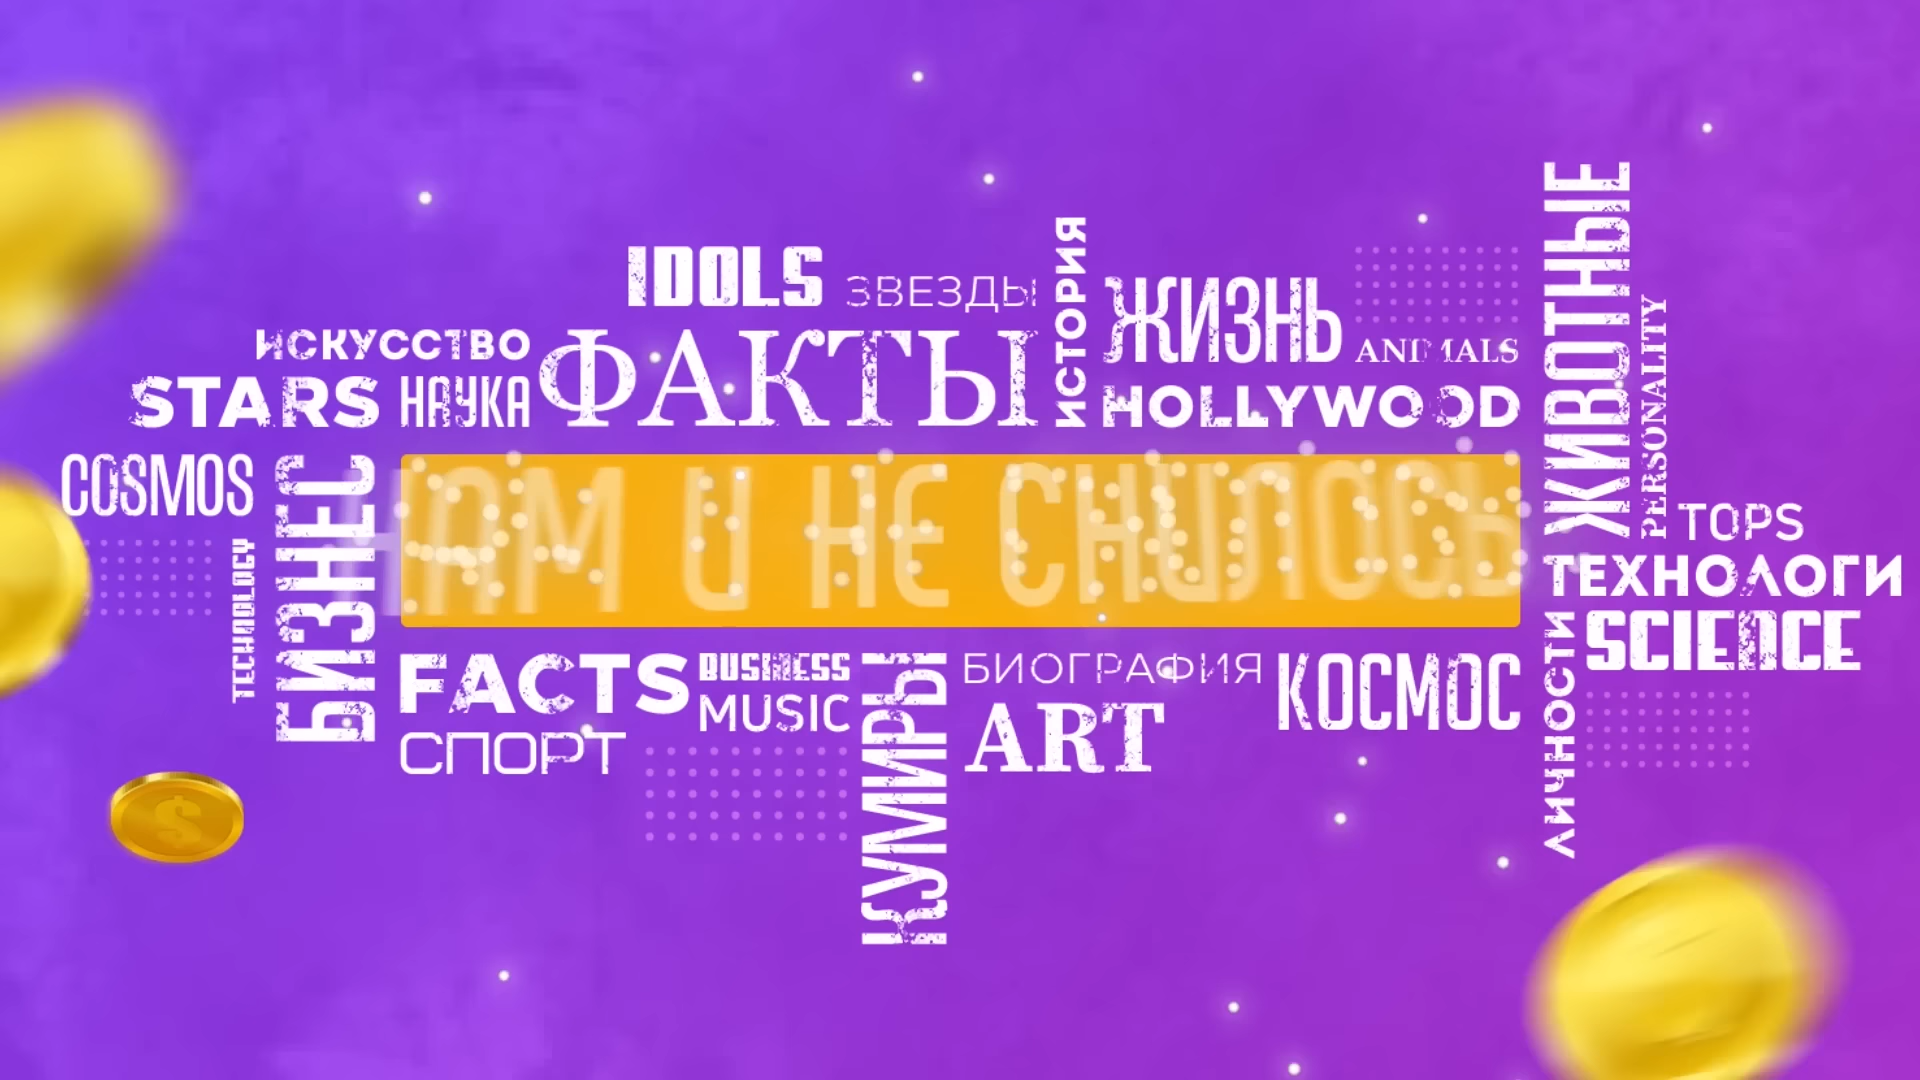 IDOLS
ЗВЕЗДЫ
ИСТОРИЯ
ЖИЗНЬ
ЖИВОТНЫЕ
ИСКУССТВО
ФАКТЫ
ANIMALS
PERSONALITY
STARS
НАУКА
HOLLYWOOD
COSMOS
БИЗНЕС
НАМ И НЕ СНИЛОСЬ
TOPS
TECHNOLOGY
ТЕХНОЛОГИ
ЛИЧНОСТИ
SCIENCE
FACTS
BUSINESS
КУМИРЫ
БИОГРАФИЯ
КОСМОС
MUSIC
ART
СПОРТ
$